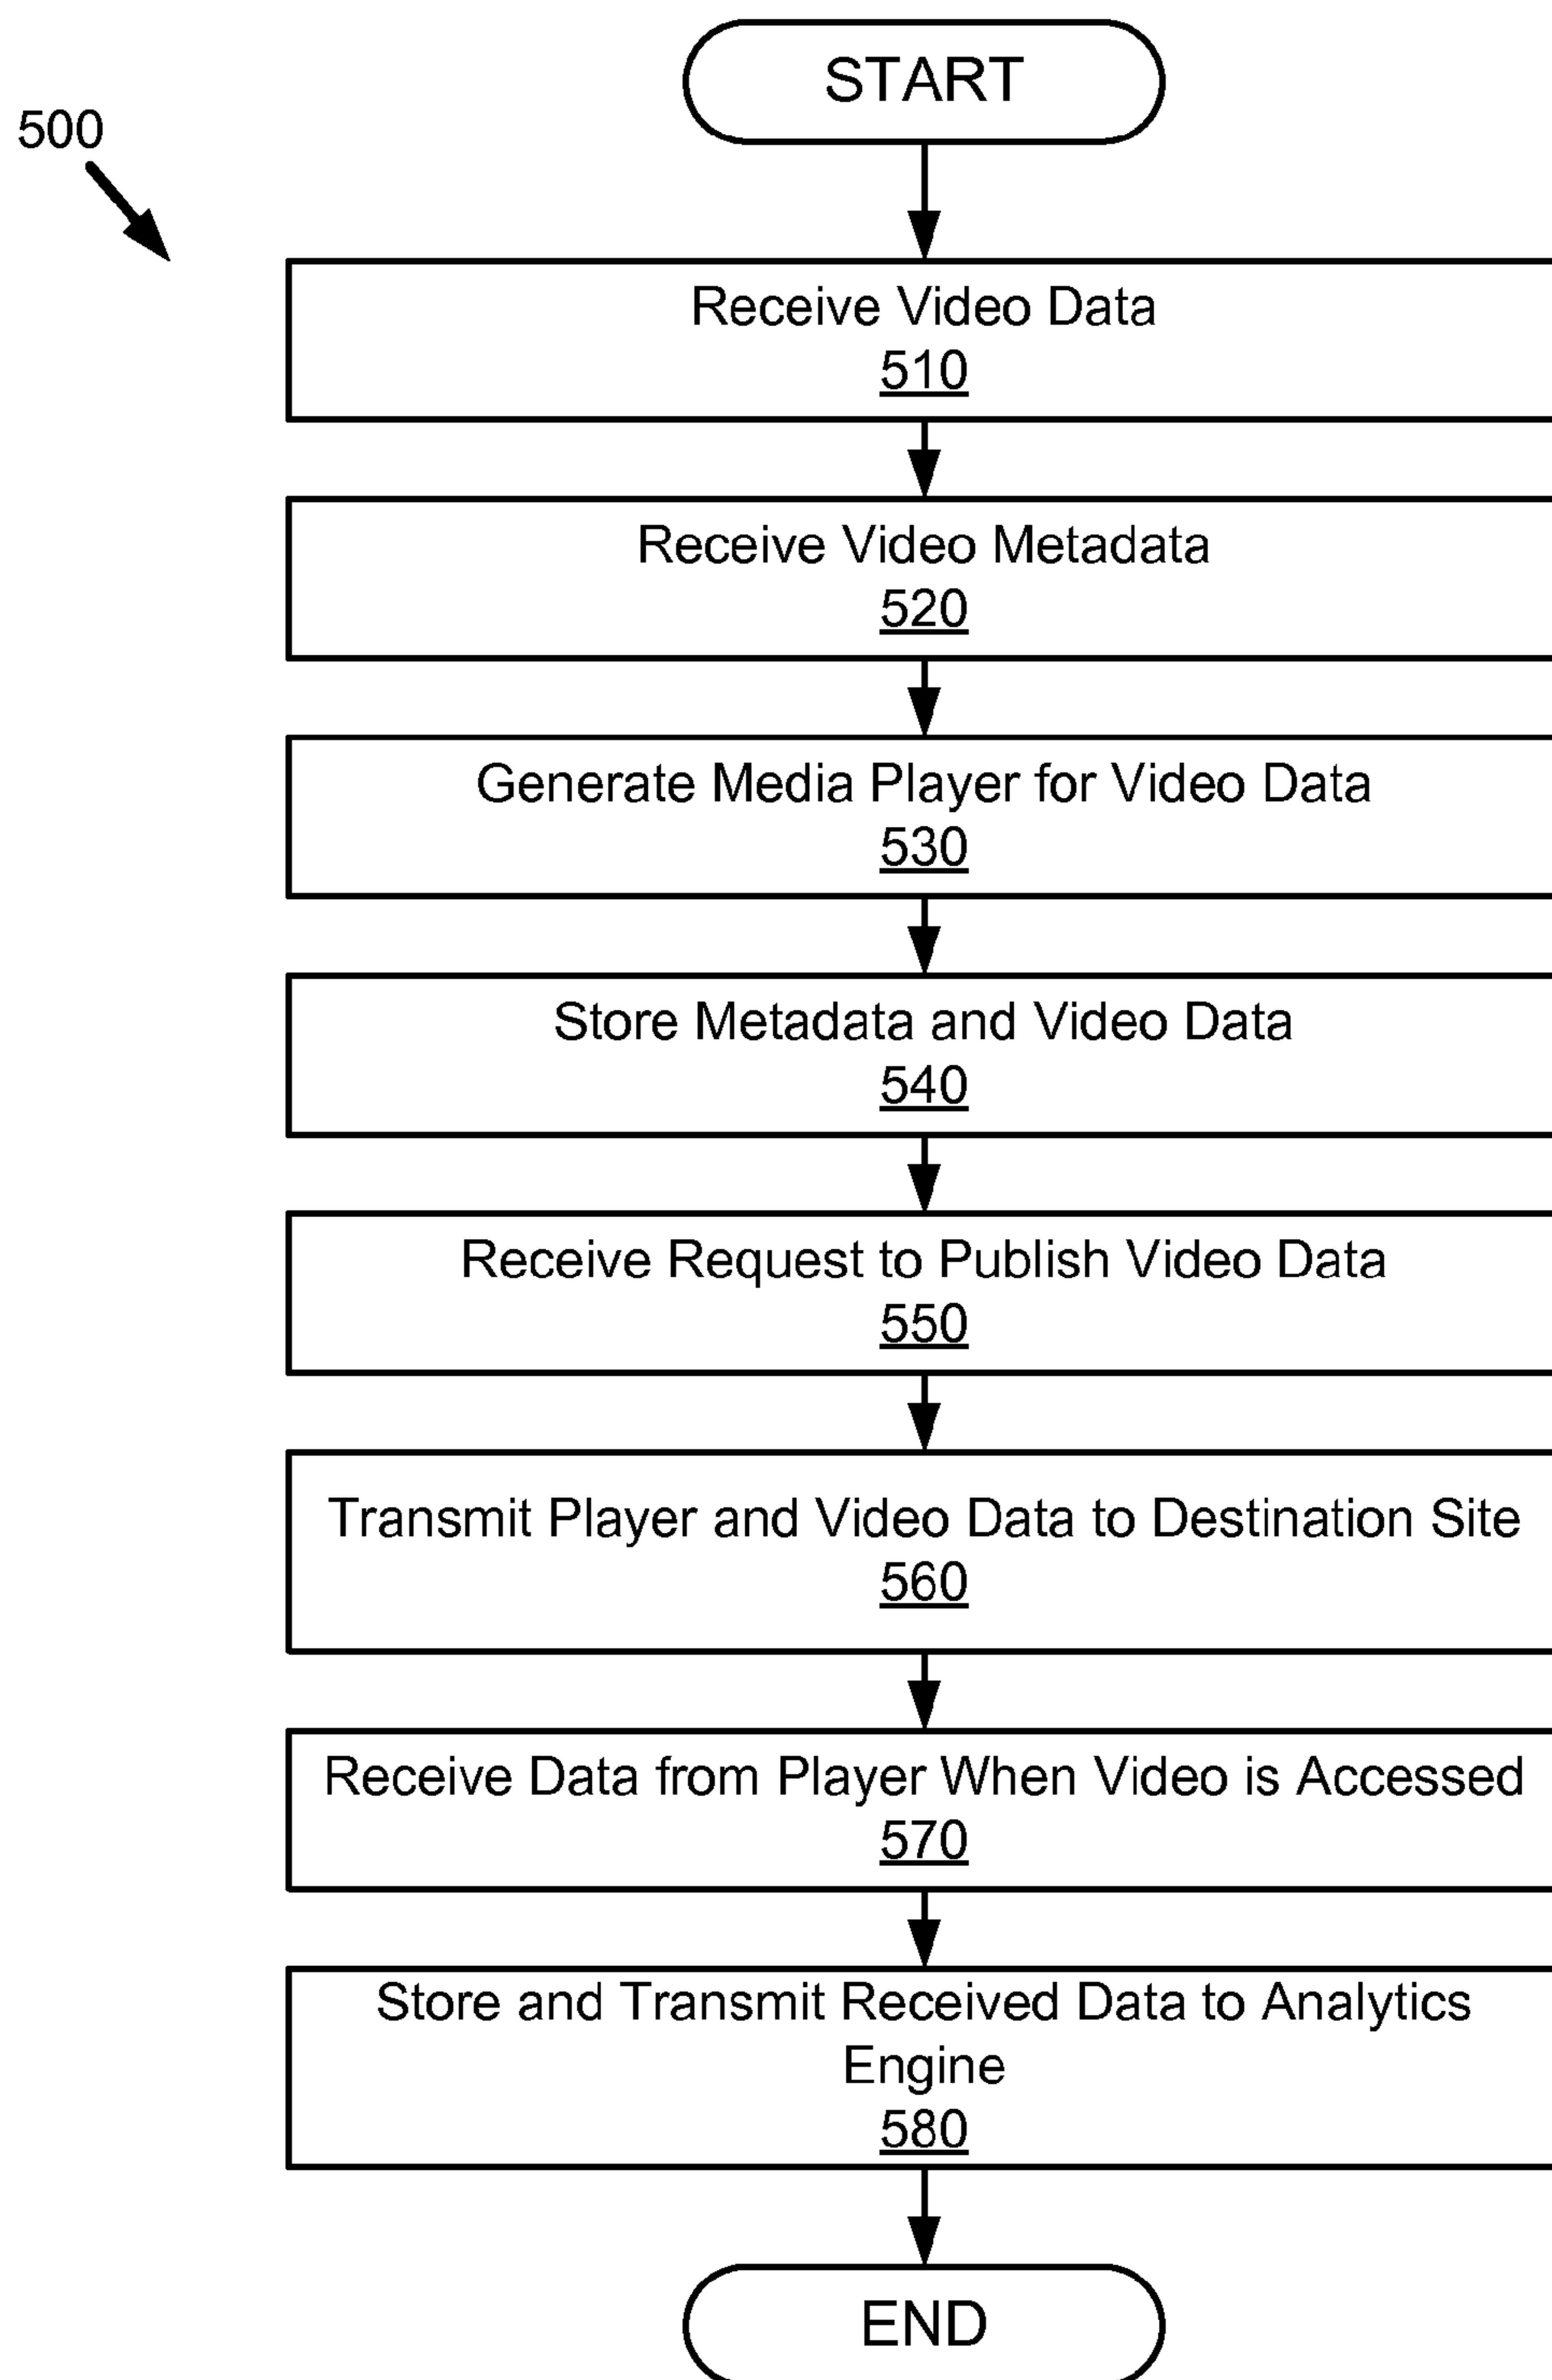 START
500
Receive Video Data
510
Receive Video Metadata
520
Generate Media Player for Video Data
530
Store Metadata and Video Data
540
Receive Request to Publish Video Data
550
Transmit Player and Video Data to Destination Site
560
Receive Data from Player When Video is Accessed
570
Store and Transmit Received Data to Analytics
Engine
580
END